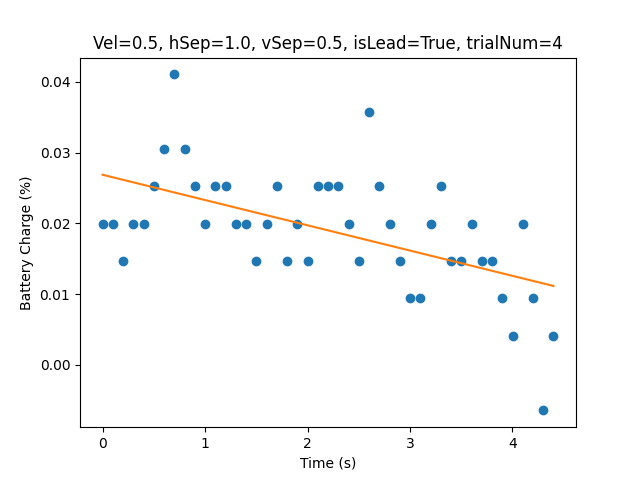 Vel=0.5, hSep=1.0, vSep=0.5, isLead=True, trialNum=4
0.04
0.03
0.02
0.01
0.00
Battery Charge (%)
0 1 2 3 4
Time (s)